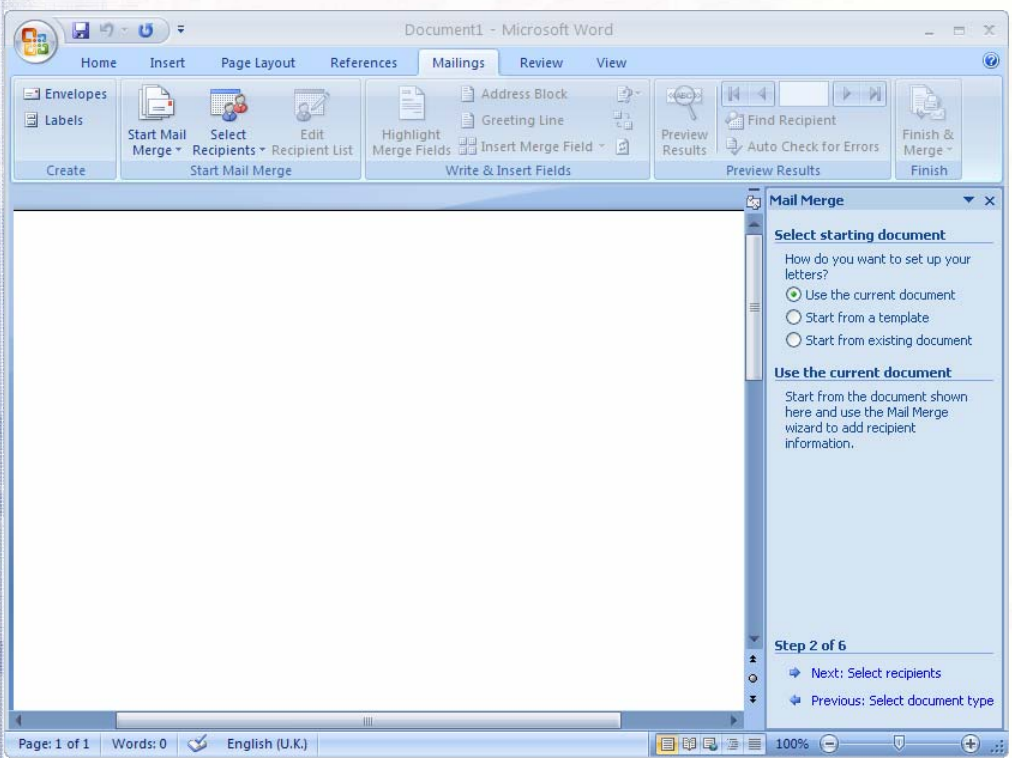 Document1 - Microsoft Word
Home Insert Page Layout References Mailings Review View
Envelopes
Labels
Create
Start Mail
Merge
Select
Recipients
Edit
Recipient List
Start Mail Merge
Highlight
Merge Fields
Address Block
Greeting Line
Insert Merge Field
Write & Insert Fields
ABC
Preview
Results
Find Recipient
Auto Check for Errors
Preview Results
Finish &
Merge
Finish
Mail Merge
Select starting document
How do you want to set up your
letters?
Use the current document
Start from a template
Start from existing document
Use the current document
Start from the document shown
here and use the Mail Merge
wizard to add recipient
information.
Step 2 of 6
Next: Select recipients
Previous: Select document type
Page: 1 of 1 Words: 0 English (U.K.) 100%